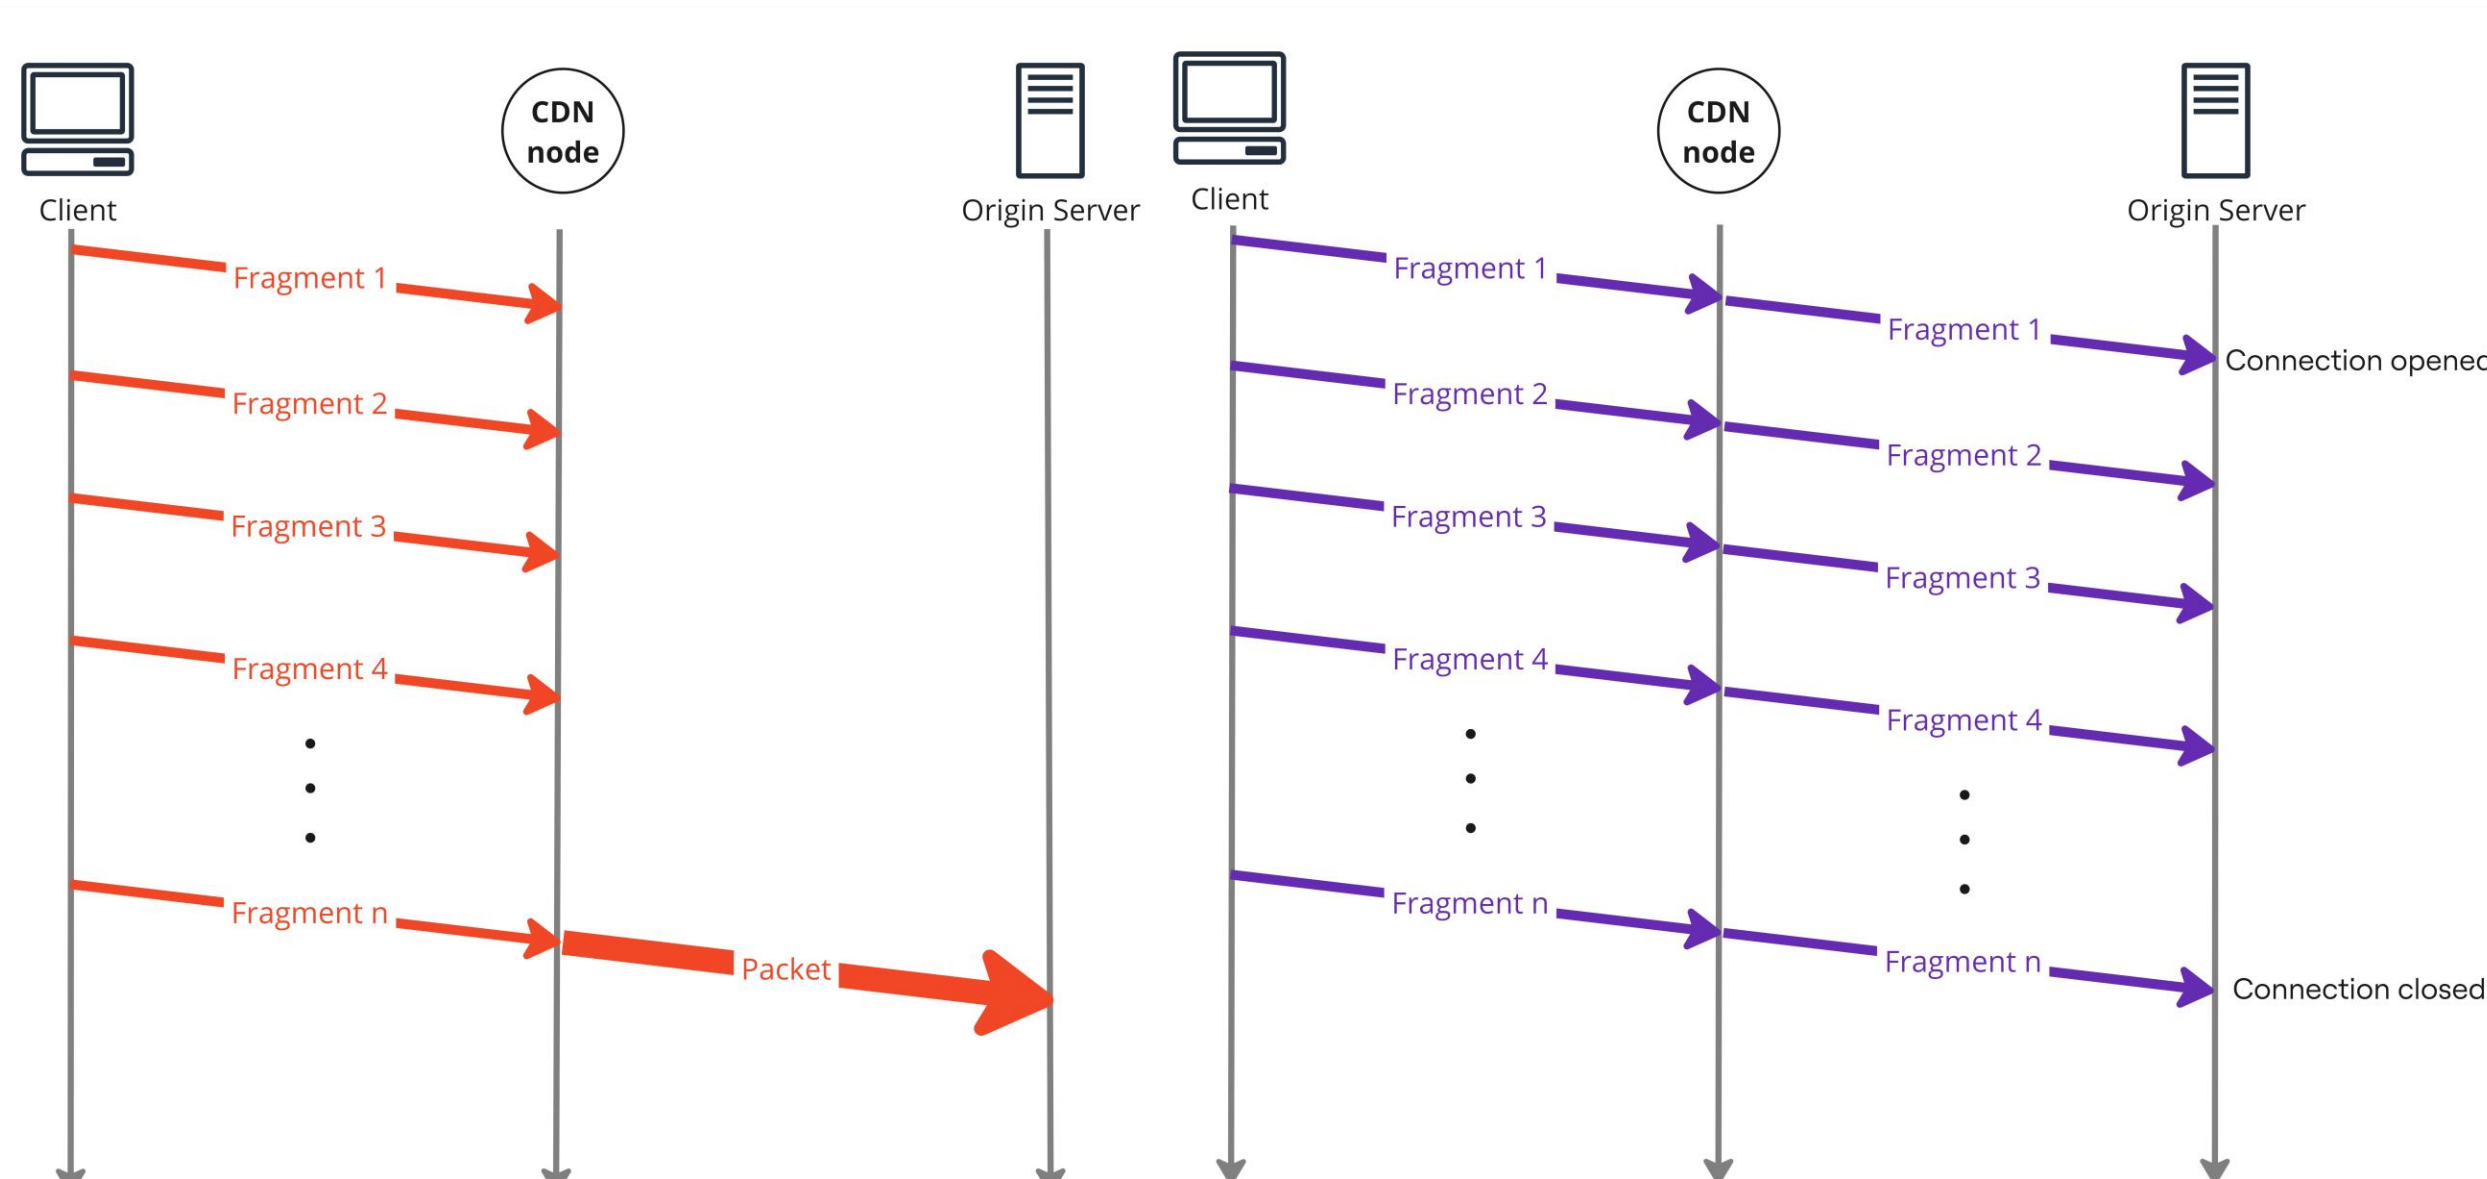 CDN
node
Client
Origin Server
Fragment 1
Fragment 2
Fragment 3
Fragment 4
Fragment n
Packet
CDN
node
Client
Origin Server
Fragment 1
Fragment 1
Connection opened
Fragment 2
Fragment 2
Fragment 3
Fragment 3
Fragment 4
Fragment 4
Fragment n
Fragment n
Connection closed